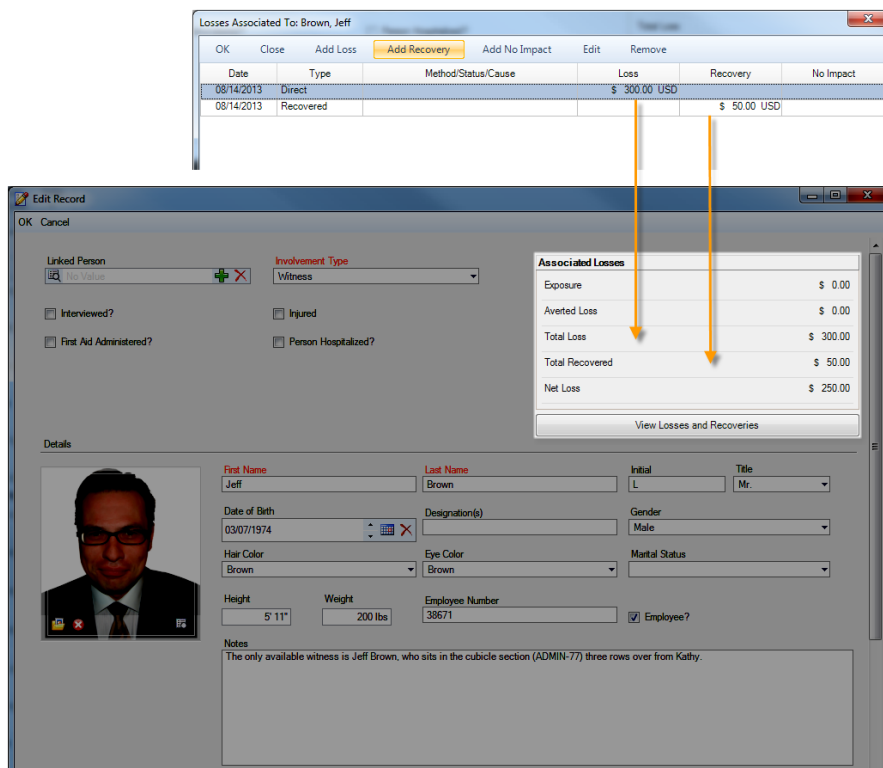 Losses Associated To: Brown, Jeff
OK Close Add Loss Add Recovery Add No Impact Edit Remove
Date Type Method/Status/Cause Loss Recovery No Impact
08/14/2013 Direct $ 300.00 USD
08/14/2013 Recovered $ 50.00 USD
Edit Record
OK Cancel
Linked Person Involvement Type
No Value Witness
Interviewed? Injured
First Aid Administered? Person Hospitalized?
Associated Losses
Exposure $ 0.00
Averted Loss $ 0.00
Total Loss $ 300.00
Total Recovered $ 50.00
Net Loss $ 250.00
View Losses and Recoveries
Details
First Name Last Name Initial Title
Jeff Brown L Mr.
Date of Birth Designation(s) Gender
03/07/1974 Male
Hair Color Eye Color Marital Status
Brown Brown
Height Weight Employee Number
5' 11" 200 lbs 38671 Employee?
Notes
The only available witness is Jeff Brown, who sits in the cubicle section (ADMIN-77) three rows over from Kathy.